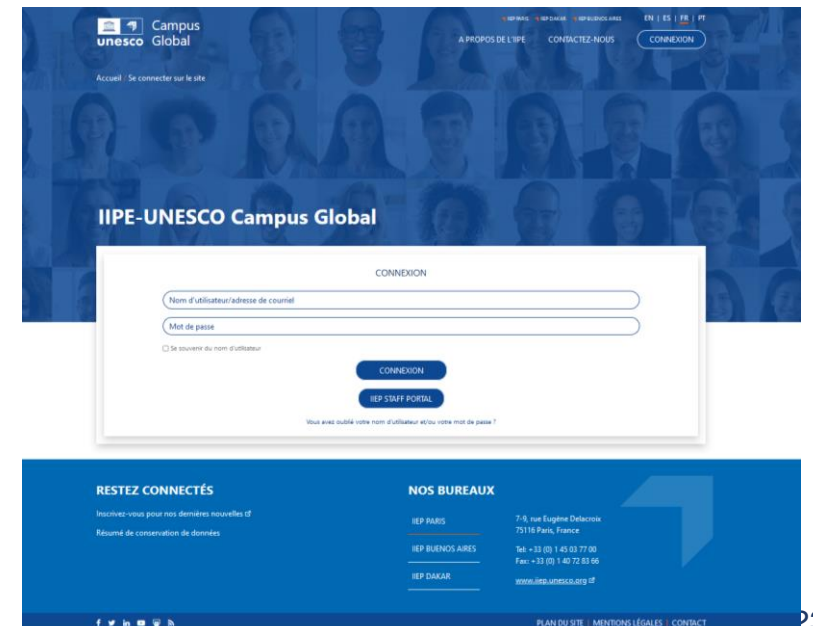 Campus
unesco Global
IIEP PARIS IIEP DAKAR IIEP BUENOS AIRES
EN | ES | FR | PT
A PROPOS DE L'IIPE
CONTACTEZ-NOUS
CONNEXION
Accueil Se connecter sur le site
IIPE-UNESCO Campus Global
CONNEXION
Nom d'utilisateur/adresse de courriel
Mot de passe
Se souvenir du nom d'utilisateur
CONNEXION
IIEP STAFF PORTAL
Vous avez oublié votre nom d'utilisateur et/ou votre mot de passe ?
RESTEZ CONNECTÉS
Inscrivez-vous pour nos dernières nouvelles
Résumé de conservation de données
NOS BUREAUX
IIEP PARIS
IIEP BUENOS AIRES
IIEP DAKAR
7-9, rue Eugène Delacroix
75116 Paris, France
Tél: +33 (0) 1 45 03 77 00
Fax: +33 (0) 1 40 72 83 66
www.iiep.unesco.org
PLAN DU SITE | MENTIONS LÉGALES | CONTACT